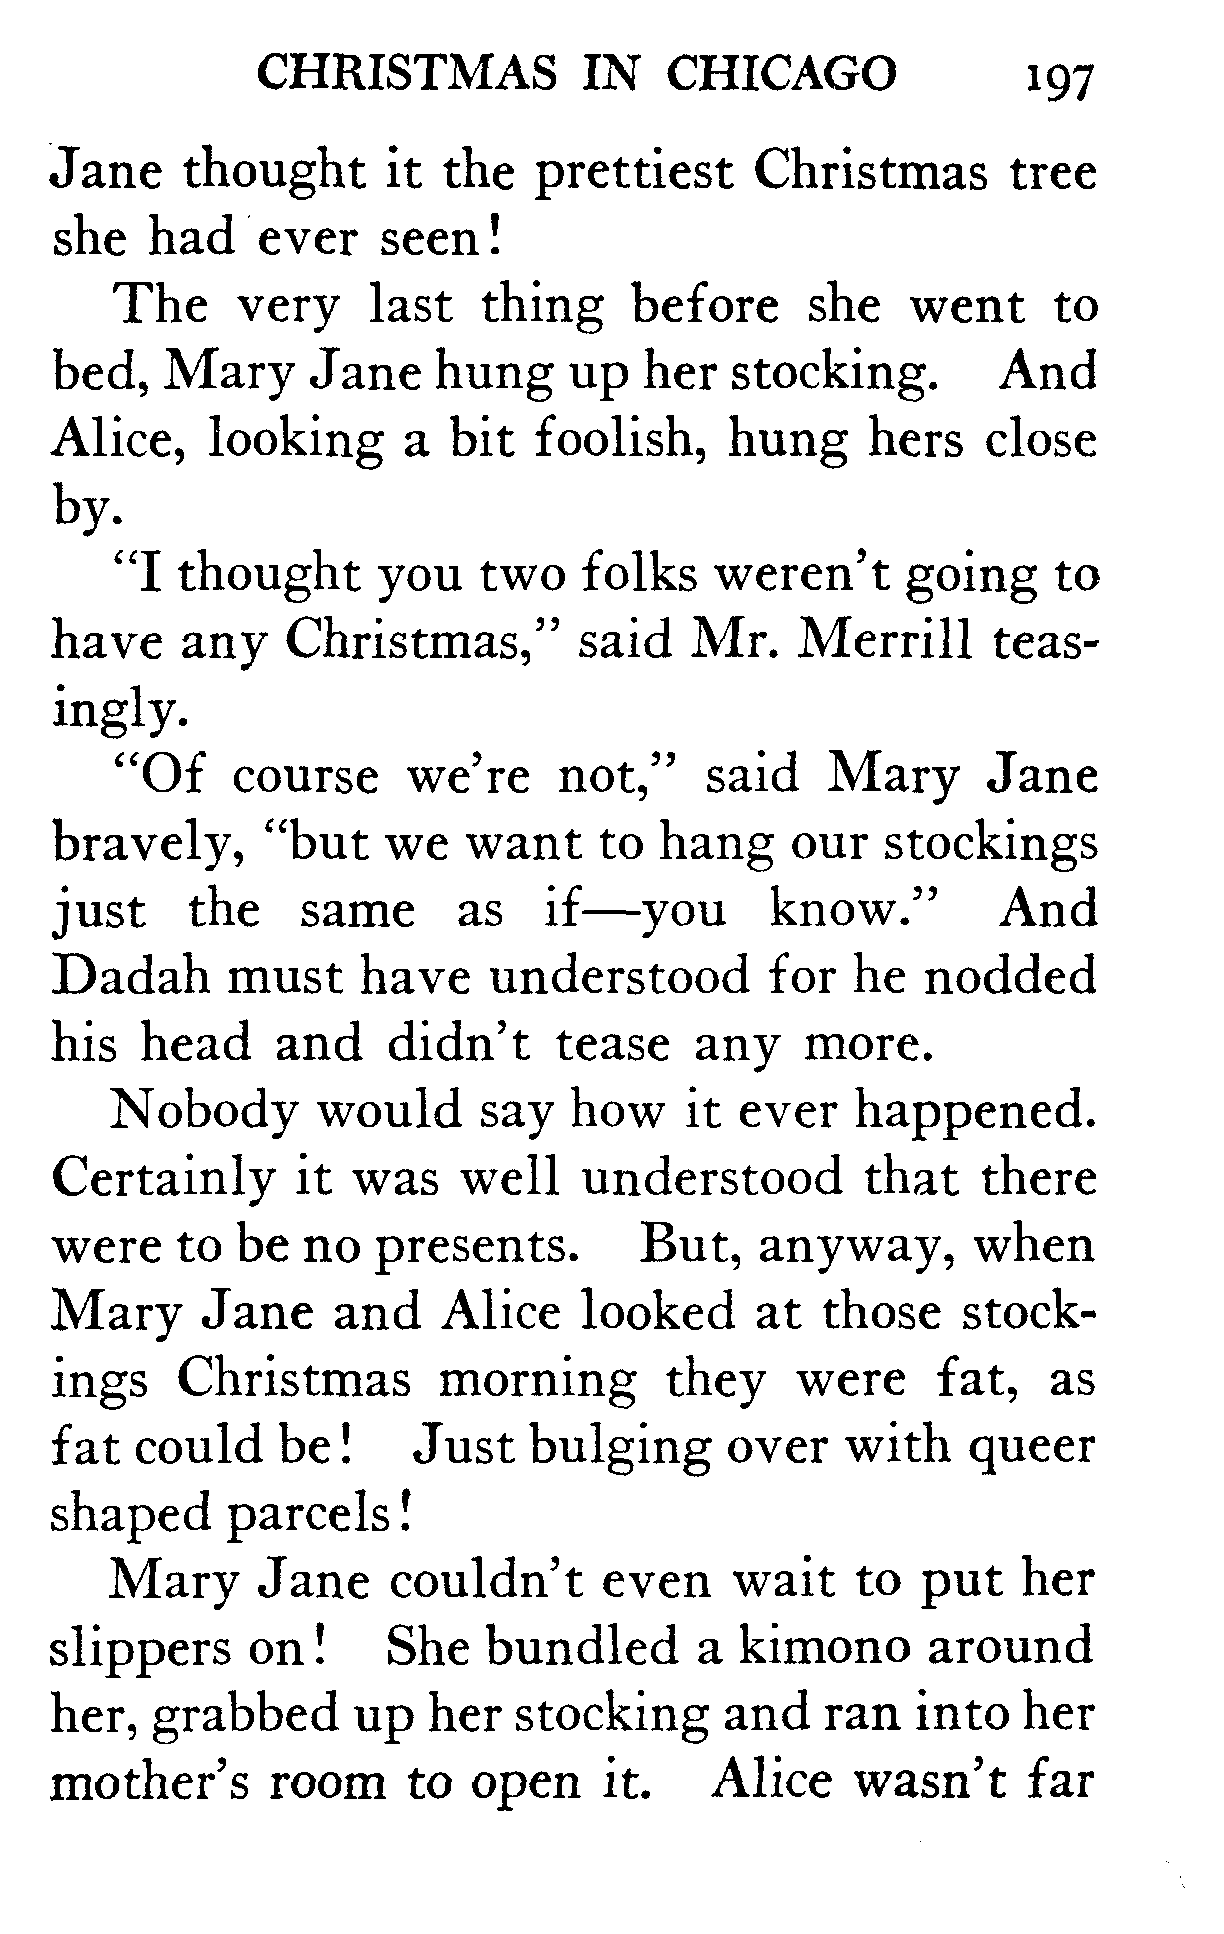 CHRISTMAS IN CHICAGO 197
Jane thought it the prettiest Christmas tree
she had ever seen!
The very last thing before she went to
bed, Mary Jane hung up her stocking. And
Alice, looking a bit foolish, hung hers close
by.
"I thought you two folks weren't going to
have any Christmas," said Mr. Merrill teas-
ingly.
"Of course we're not," said Mary Jane
bravely, "but we want to hang our stockings
just the same as if—you know." And
Dadah must have understood for he nodded
his head and didn't tease any more.
Nobody would say how it ever happened.
Certainly it was well understood that there
were to be no presents. But, anyway, when
Mary Jane and Alice looked at those stock-
ings Christmas morning they were fat, as
fat could be! Just bulging over with queer
shaped parcels!
Mary Jane couldn't even wait to put her
slippers on! She bundled a kimono around
her, grabbed up her stocking and ran into her
mother's room to open it. Alice wasn't far